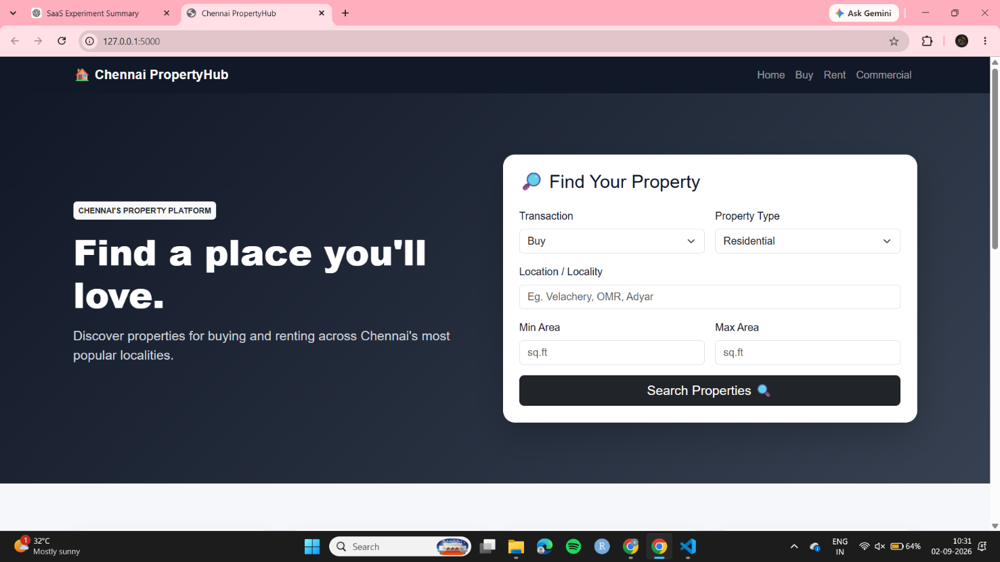 SaaS Experiment Summary
Chennai PropertyHub
Ask Gemini
127.0.0.1:5000
Chennai PropertyHub
Home
Buy
Rent
Commercial
CHENNAI'S PROPERTY PLATFORM
Find a place you'll
love.
Discover properties for buying and renting across Chennai's most
popular localities.
Find Your Property
Transaction
Property Type
Buy
Residential
Location / Locality
Eg. Velachery, OMR, Adyar
Min Area
Max Area
sq.ft
sq.ft
Search Properties
1
32°C
Mostly sunny
Search
R
ENG
IN
64%
10:31
02-09-2026